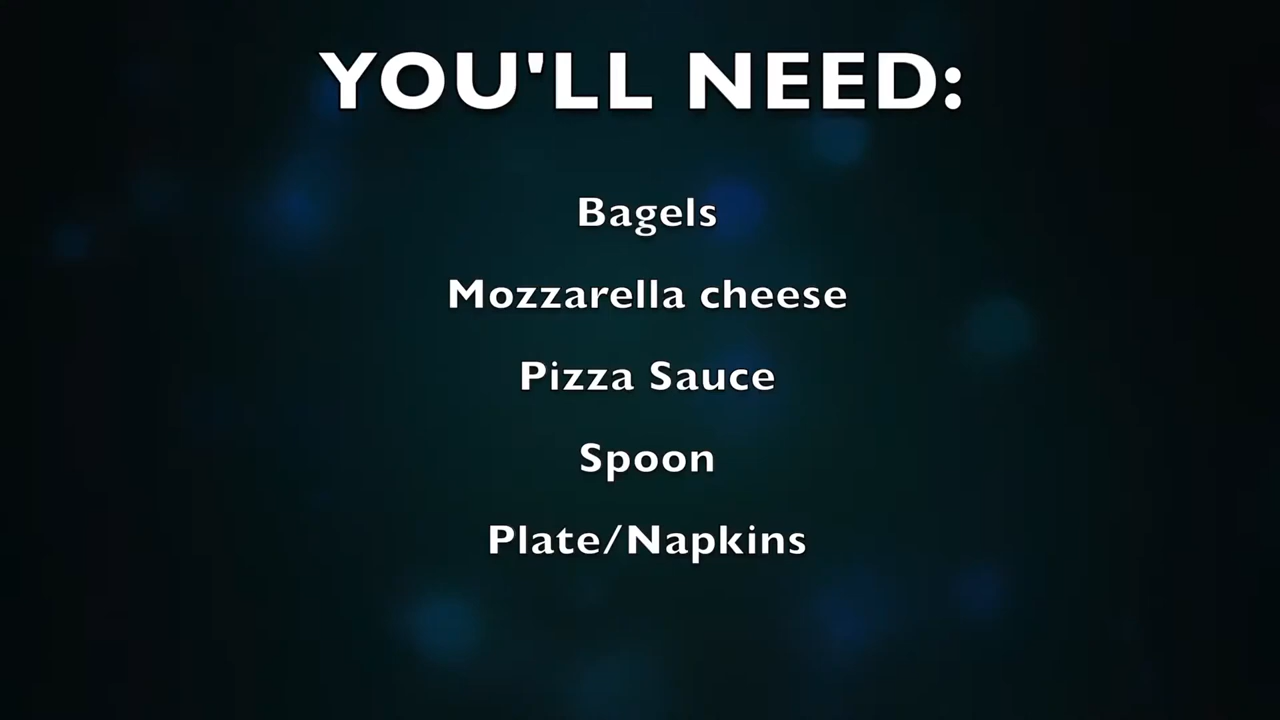 YOU'LL NEED:
Bagels
Mozzarella cheese
Pizza Sauce
Spoon
Plate/Napkins